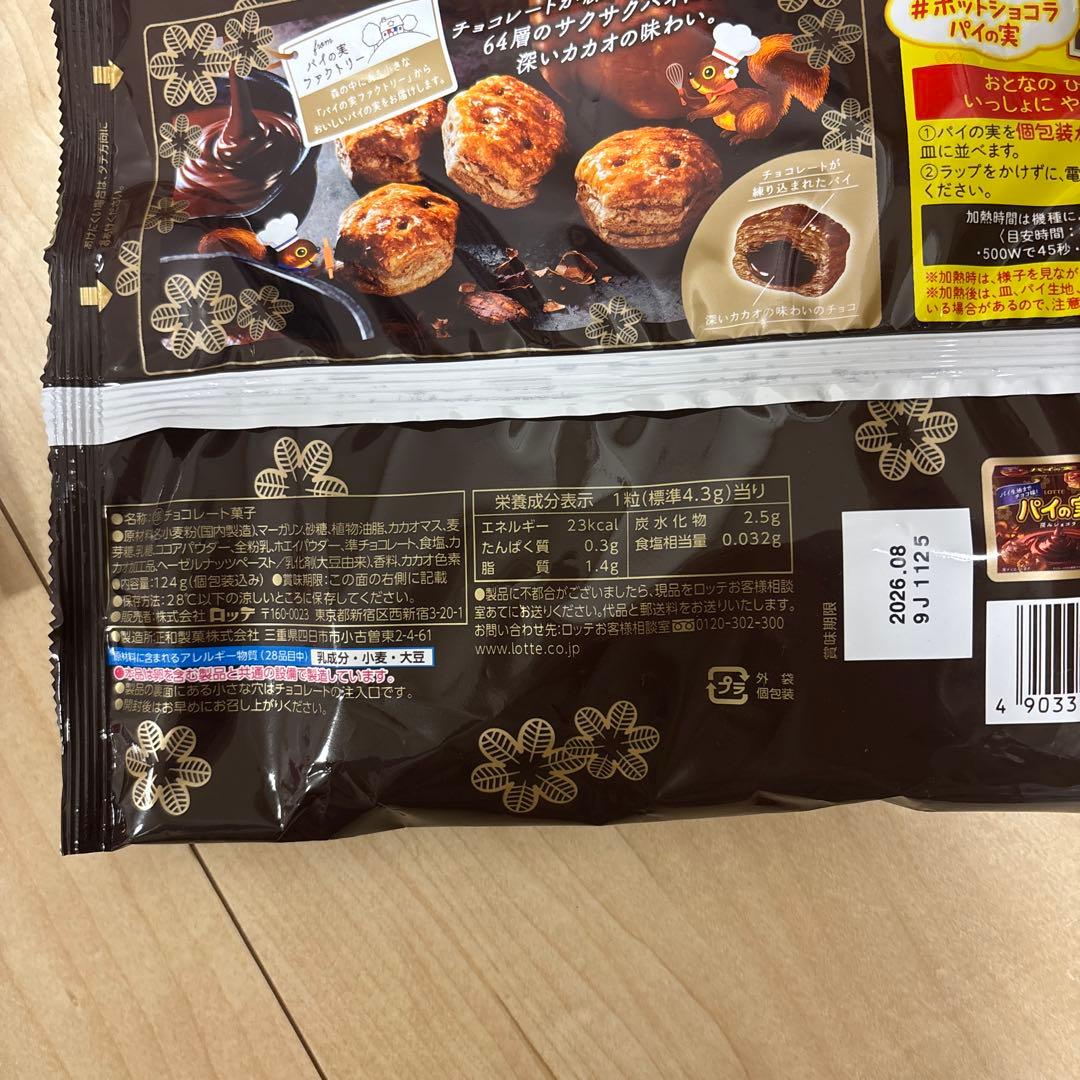 from
パイの実
ファクトリー
森の中にある小さな
「パイの実ファクトリー」から
おいしいパイの実をお届けします。
64層のサクサク
深いカカオの味わい。
チョコレートが
練り込まれたパイ
深いカカオの味わいのチョコ
あけにくい場合は、タテ方向に
#ホットショコラ
パイの実
おとなの
いっしょに
①パイの実を個包装
皿に並べます。
②ラップをかけずに、電
ください。
加熱時間は機種に
〈目安時間:
・500Wで45秒・
※加熱時は、様子を見なが
※加熱後は、皿、パイ生地、
いる場合があるので、注意
●名称:チョコレート菓子
●原材料名:小麦粉(国内製造)、マーガリン、砂糖、植物油脂、カカオマス、麦
芽糖、乳糖、ココアパウダー、全粉乳、ホエイパウダー、準チョコレート、食塩、カ
カオ加工品、ヘーゼルナッツペースト/乳化剤(大豆由来)、香料、カカオ色素
●内容量:124g(個包装込み) ●賞味期限:この面の右側に記載
●保存方法:28℃以下の涼しいところに保存してください。
●販売者:株式会社 ロッテ 〒160-0023 東京都新宿区西新宿3-20-1
●製造所:正和製菓株式会社 三重県四日市市小古曽東2-4-61
原材料に含まれるアレルギー物質(28品目中) 乳成分・小麦・大豆
●本品は卵を含む製品と共通の設備で製造しています。
●製品の裏面にある小さな穴はチョコレートの注入口です。
●開封後はお早めにお召し上がりください。
栄養成分表示 1粒(標準4.3g)当り
エネルギー 23kcal 炭水化物 2.5g
たんぱく質 0.3g 食塩相当量 0.032g
脂質 1.4g
●製品に不都合がございましたら、現品をロッテお客様相談
室あてにお送りください。代品と郵送料をお送りいたします。
お問い合わせ先:ロッテお客様相談室 0120-302-300
www.lotte.co.jp
プラ
外袋
個包装
賞味期限
2026.08
9J1125
LOTTE
パイの実
4 90333